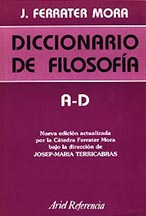 J. FERRATER MORA
DICCIONARIO DE
FILOSOFÍA
A-D
Nueva edición actualizada
por la Cátedra Ferrater Mora
bajo la dirección de
JOSEP-MARIA TERRICABRAS
Ariel Referencia